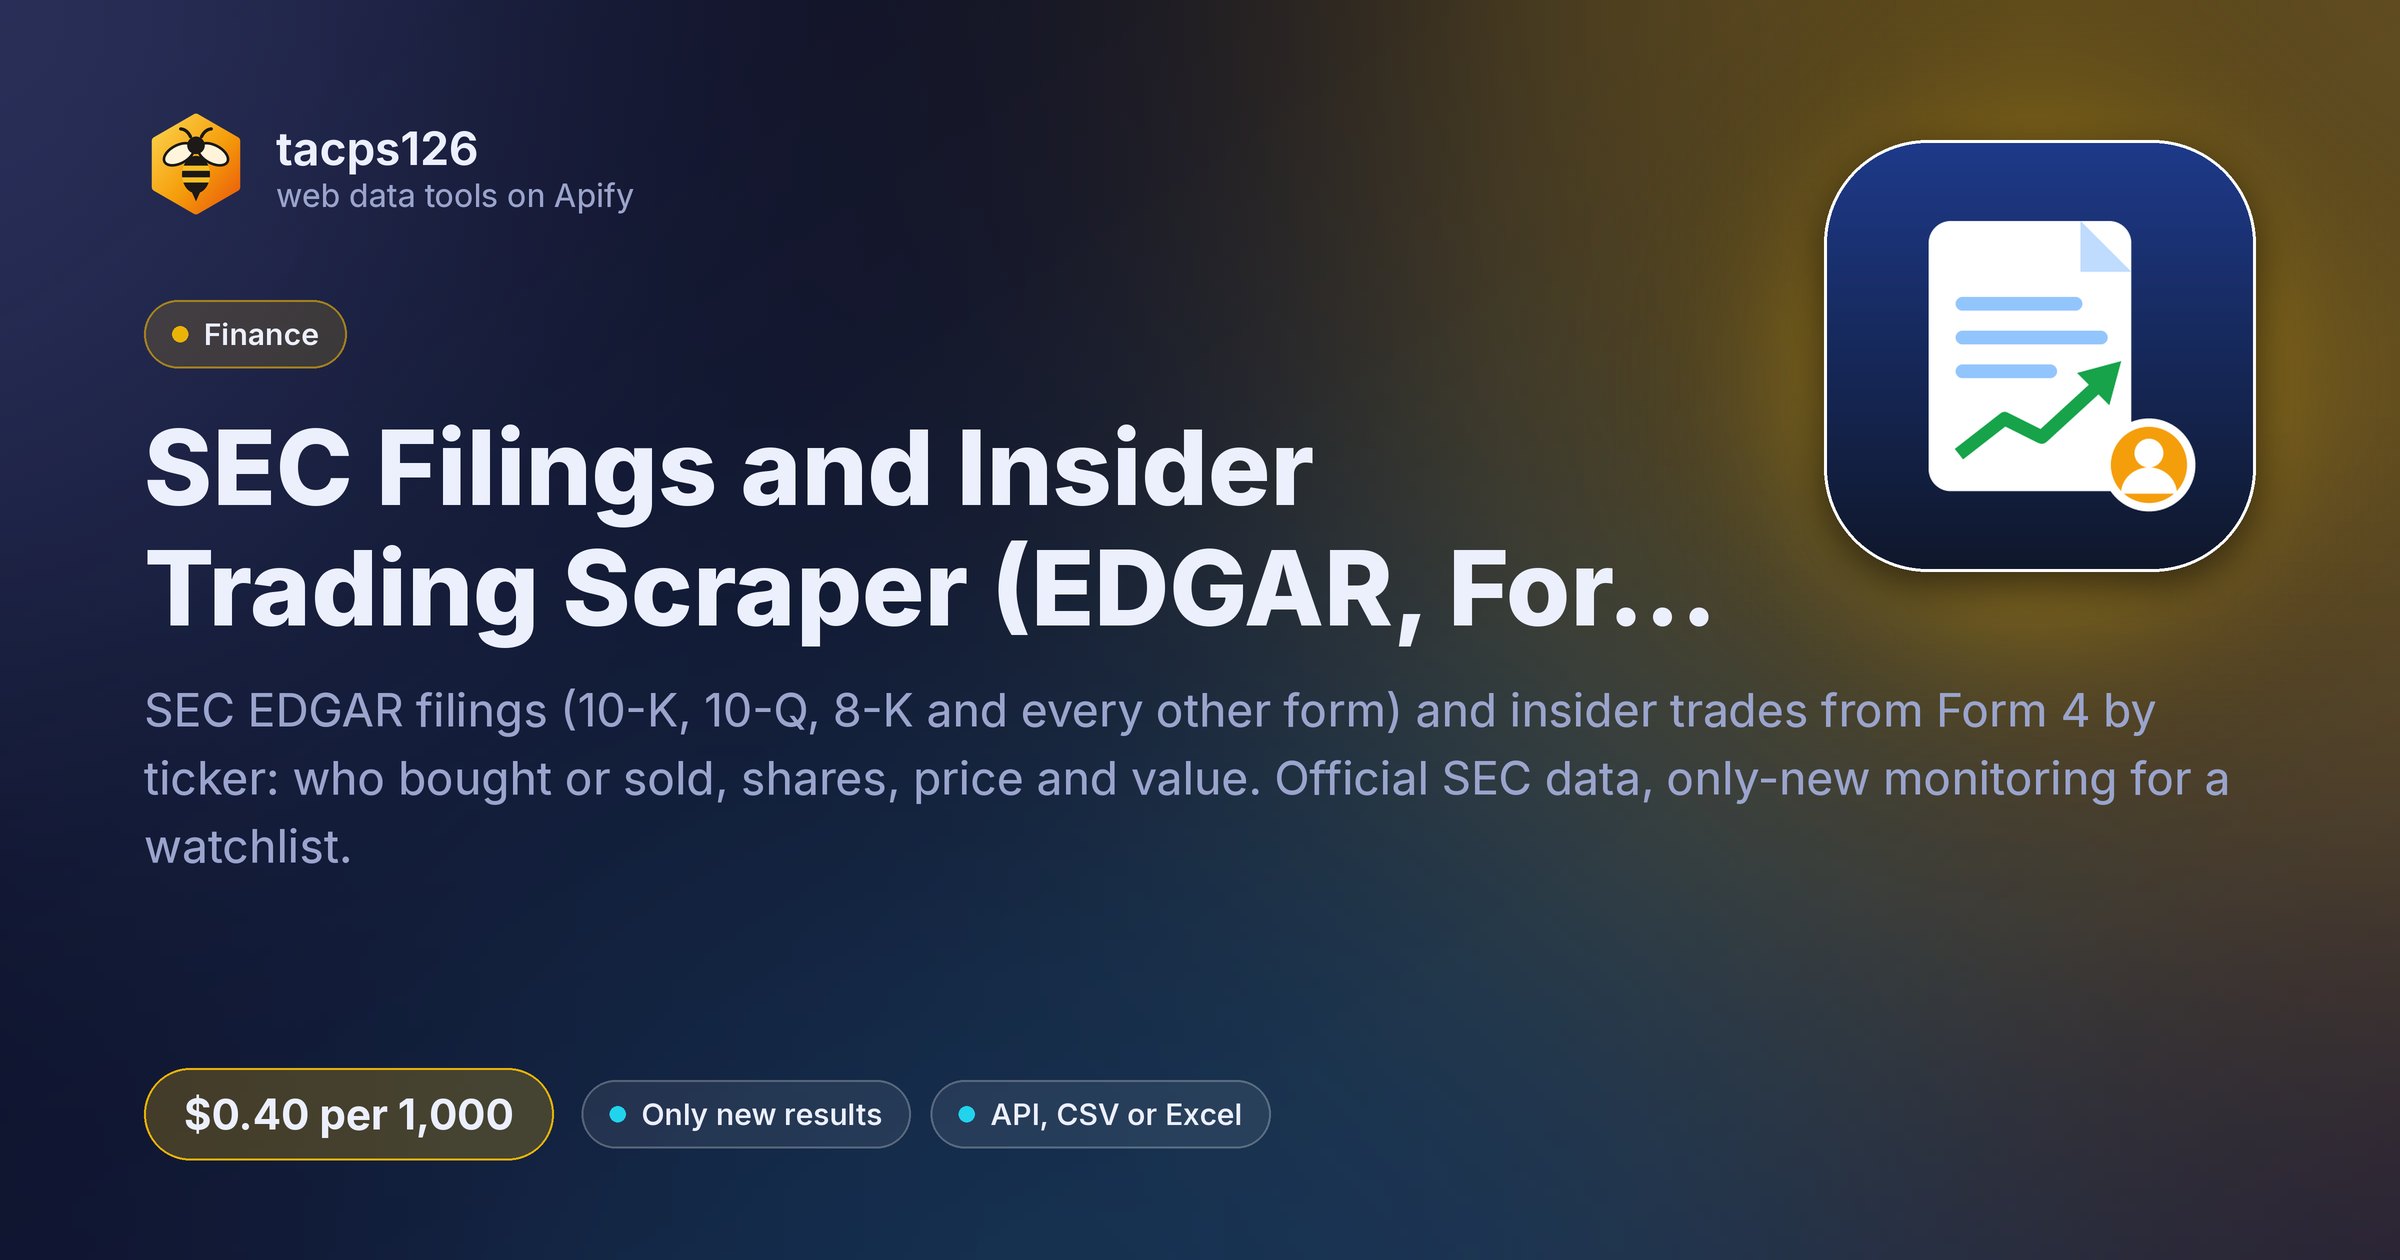 tacps126
web data tools on Apify
Finance
SEC Filings and Insider
Trading Scraper (EDGAR, For...
SEC EDGAR filings (10-K, 10-Q, 8-K and every other form) and insider trades from Form 4 by
ticker: who bought or sold, shares, price and value. Official SEC data, only-new monitoring for a
watchlist.
$0.40 per 1,000
Only new results
API, CSV or Excel